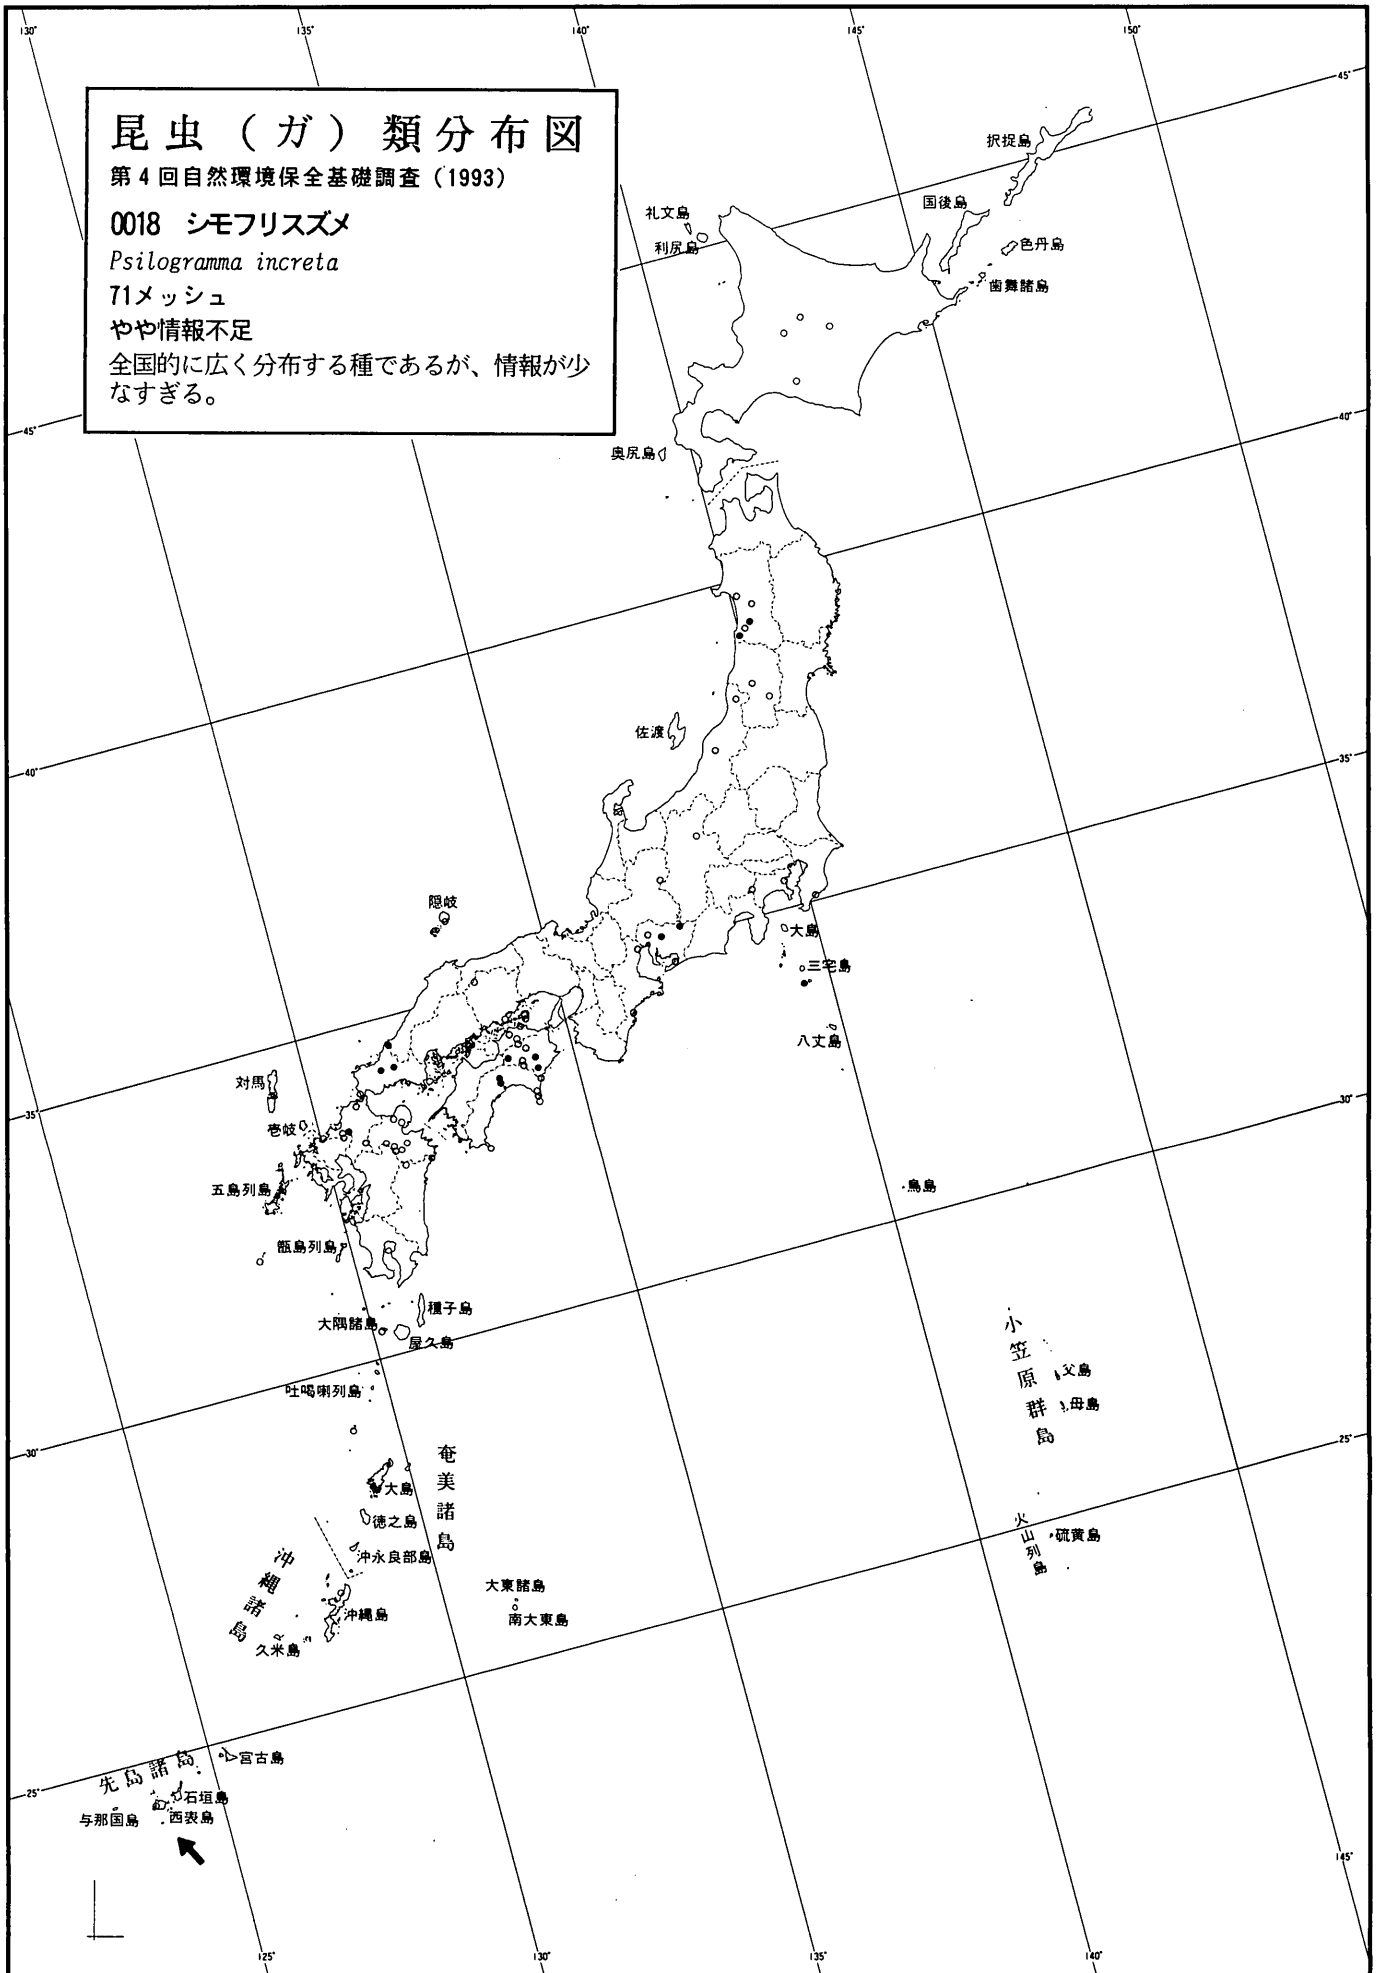 130°
135°
140°
145°
150°
昆虫（ガ）類分布図
第４回自然環境保全基礎調査（1993）
0018　シモフリスズメ
Psilogramma increta
71メッシュ
やや情報不足
全国的に広く分布する種であるが、情報が少
なすぎる。
45°
択捉島
国後島
礼文島
利尻島
色丹島
歯舞諸島
40°
45°
奥尻島
佐渡
35°
40°
隠岐
大島
三宅島
八丈島
対馬
30°
35°
壱岐
五島列島
鳥島
甑島列島
種子島
大隅諸島
屋久島
小笠原群島
父島
吐喝喇列島
母島
25°
30°
奄美諸島
大島
徳之島
火山列島
硫黄島
沖永良部島
沖縄諸島
大東諸島
沖縄島
南大東島
久米島
先島諸島
宮古島
25°
石垣島
与那国島
西表島
145°
125°
130°
135°
140°